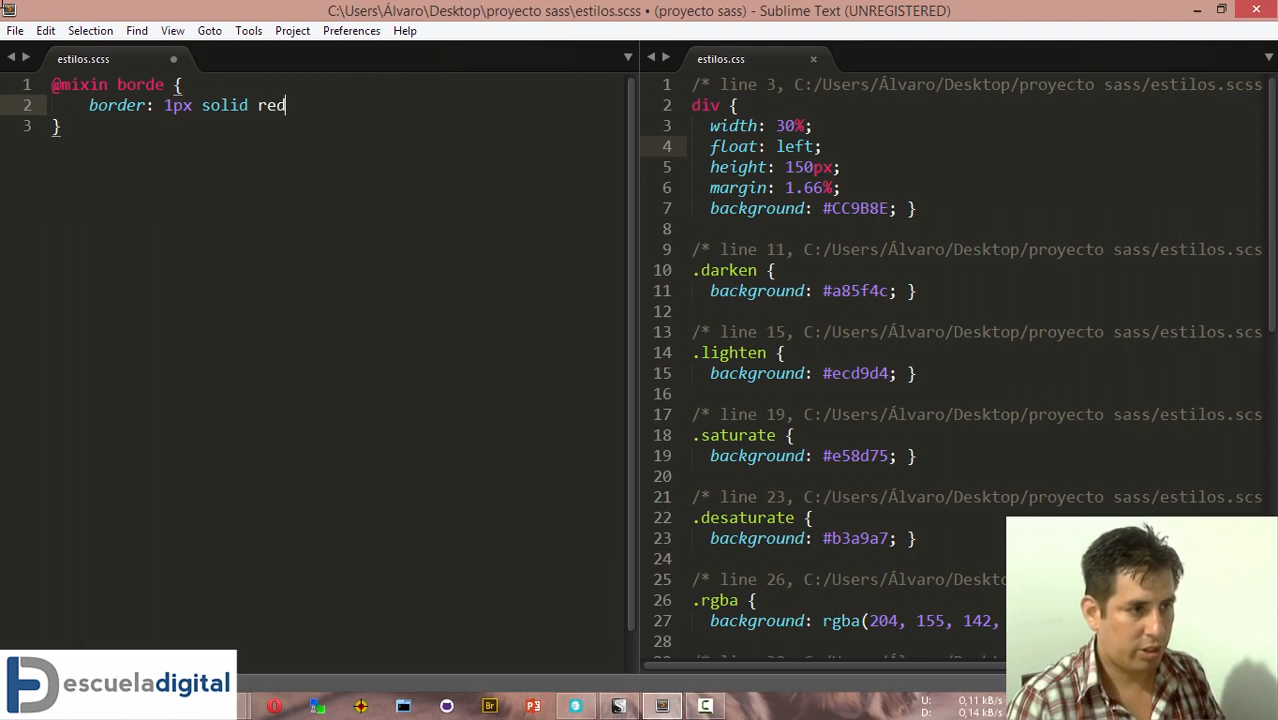 C:\Users\Álvaro\Desktop\proyecto sass\estilos.scss • (proyecto sass) - Sublime Text (UNREGISTERED)
File Edit Selection Find View Goto Tools Project Preferences Help
estilos.scss
1 @mixin borde {
2 border: 1px solid red
3 }
estilos.css
1 /* line 3, C:/Users/Álvaro/Desktop/proyecto sass/estilos.scss
2 div {
3 width: 30%;
4 float: left;
5 height: 150px;
6 margin: 1.66%;
7 background: #CC9B8E; }
8
9 /* line 11, C:/Users/Álvaro/Desktop/proyecto sass/estilos.scs
10 .darken {
11 background: #a85f4c; }
12
13 /* line 15, C:/Users/Álvaro/Desktop/proyecto sass/estilos.scs
14 .lighten {
15 background: #ecd9d4; }
16
17 /* line 19, C:/Users/Álvaro/Desktop/proyecto sass/estilos.scs
18 .saturate {
19 background: #e58d75; }
20
21 /* line 23, C:/Users/Álvaro/Desktop/proyecto sass/estilos.scs
22 .desaturate {
23 background: #b3a9a7; }
24
25 /* line 26, C:/Users/Álvaro/Deskto
26 .rgba {
27 background: rgba(204, 155, 142,
28
escueladigital
Br
U: 0,11 kB/s
D: 0,14 kB/s